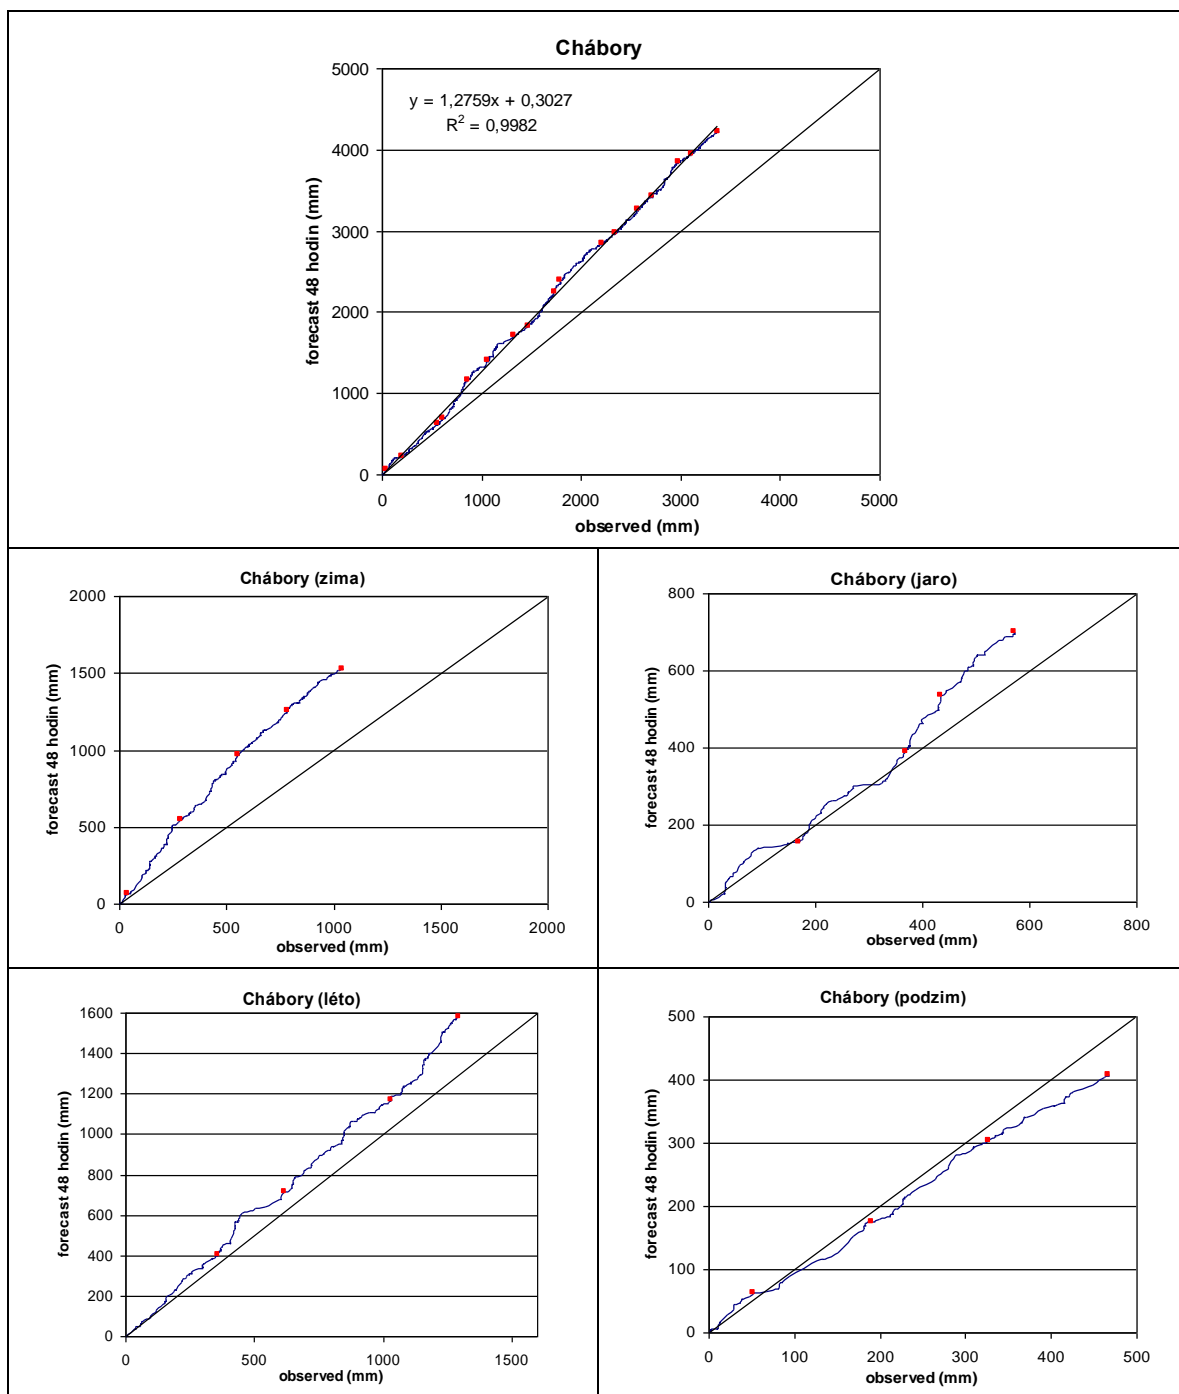 Chábory
y = 1,2759x + 0,3027
R² = 0,9982
forecast 48 hodin (mm)
5000
4000
3000
2000
1000
0
0 1000 2000 3000 4000 5000
observed (mm)
Chábory (zima)
forecast 48 hodin (mm)
2000
1500
1000
500
0
0 500 1000 1500 2000
observed (mm)
Chábory (jaro)
forecast 48 hodin (mm)
800
600
400
200
0
0 200 400 600 800
observed (mm)
Chábory (léto)
forecast 48 hodin (mm)
1600
1400
1200
1000
800
600
400
200
0
0 500 1000 1500
observed (mm)
Chábory (podzim)
forecast 48 hodin (mm)
500
400
300
200
100
0
0 100 200 300 400 500
observed (mm)